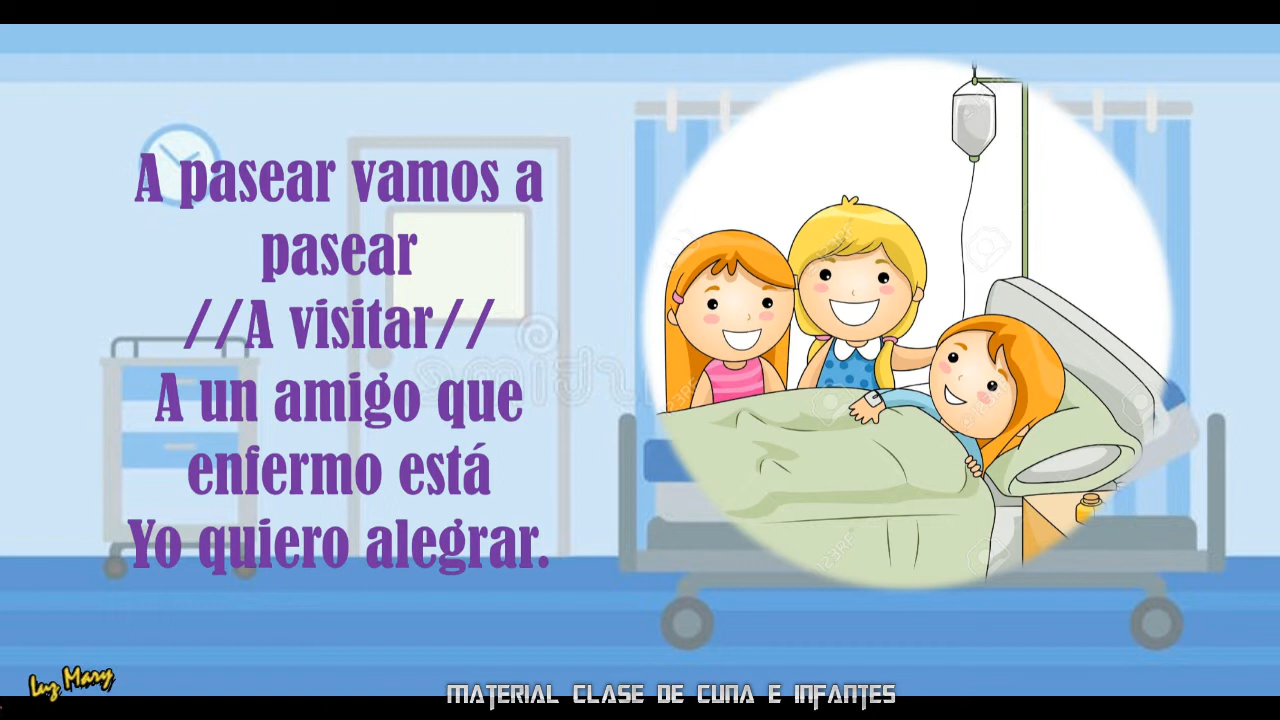 A pasear vamos a
pasear
//A visitar//
A un amigo que
enfermo está
Yo quiero alegrar.
Luz Mary
MATERIAL CLASE DE CUNA E INFANTES